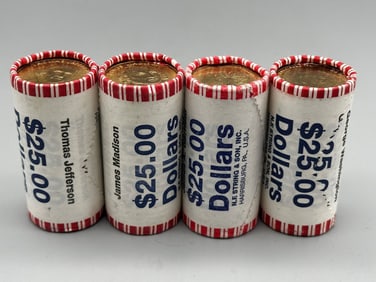 Thomas Jefferson
$25.00
James Madison
$25.00
Dollars
$25.00
Dollars
N.F. STRONG & SON, INC.
HARRISBURG, PA., U.S.A.
$25.00
Dollars